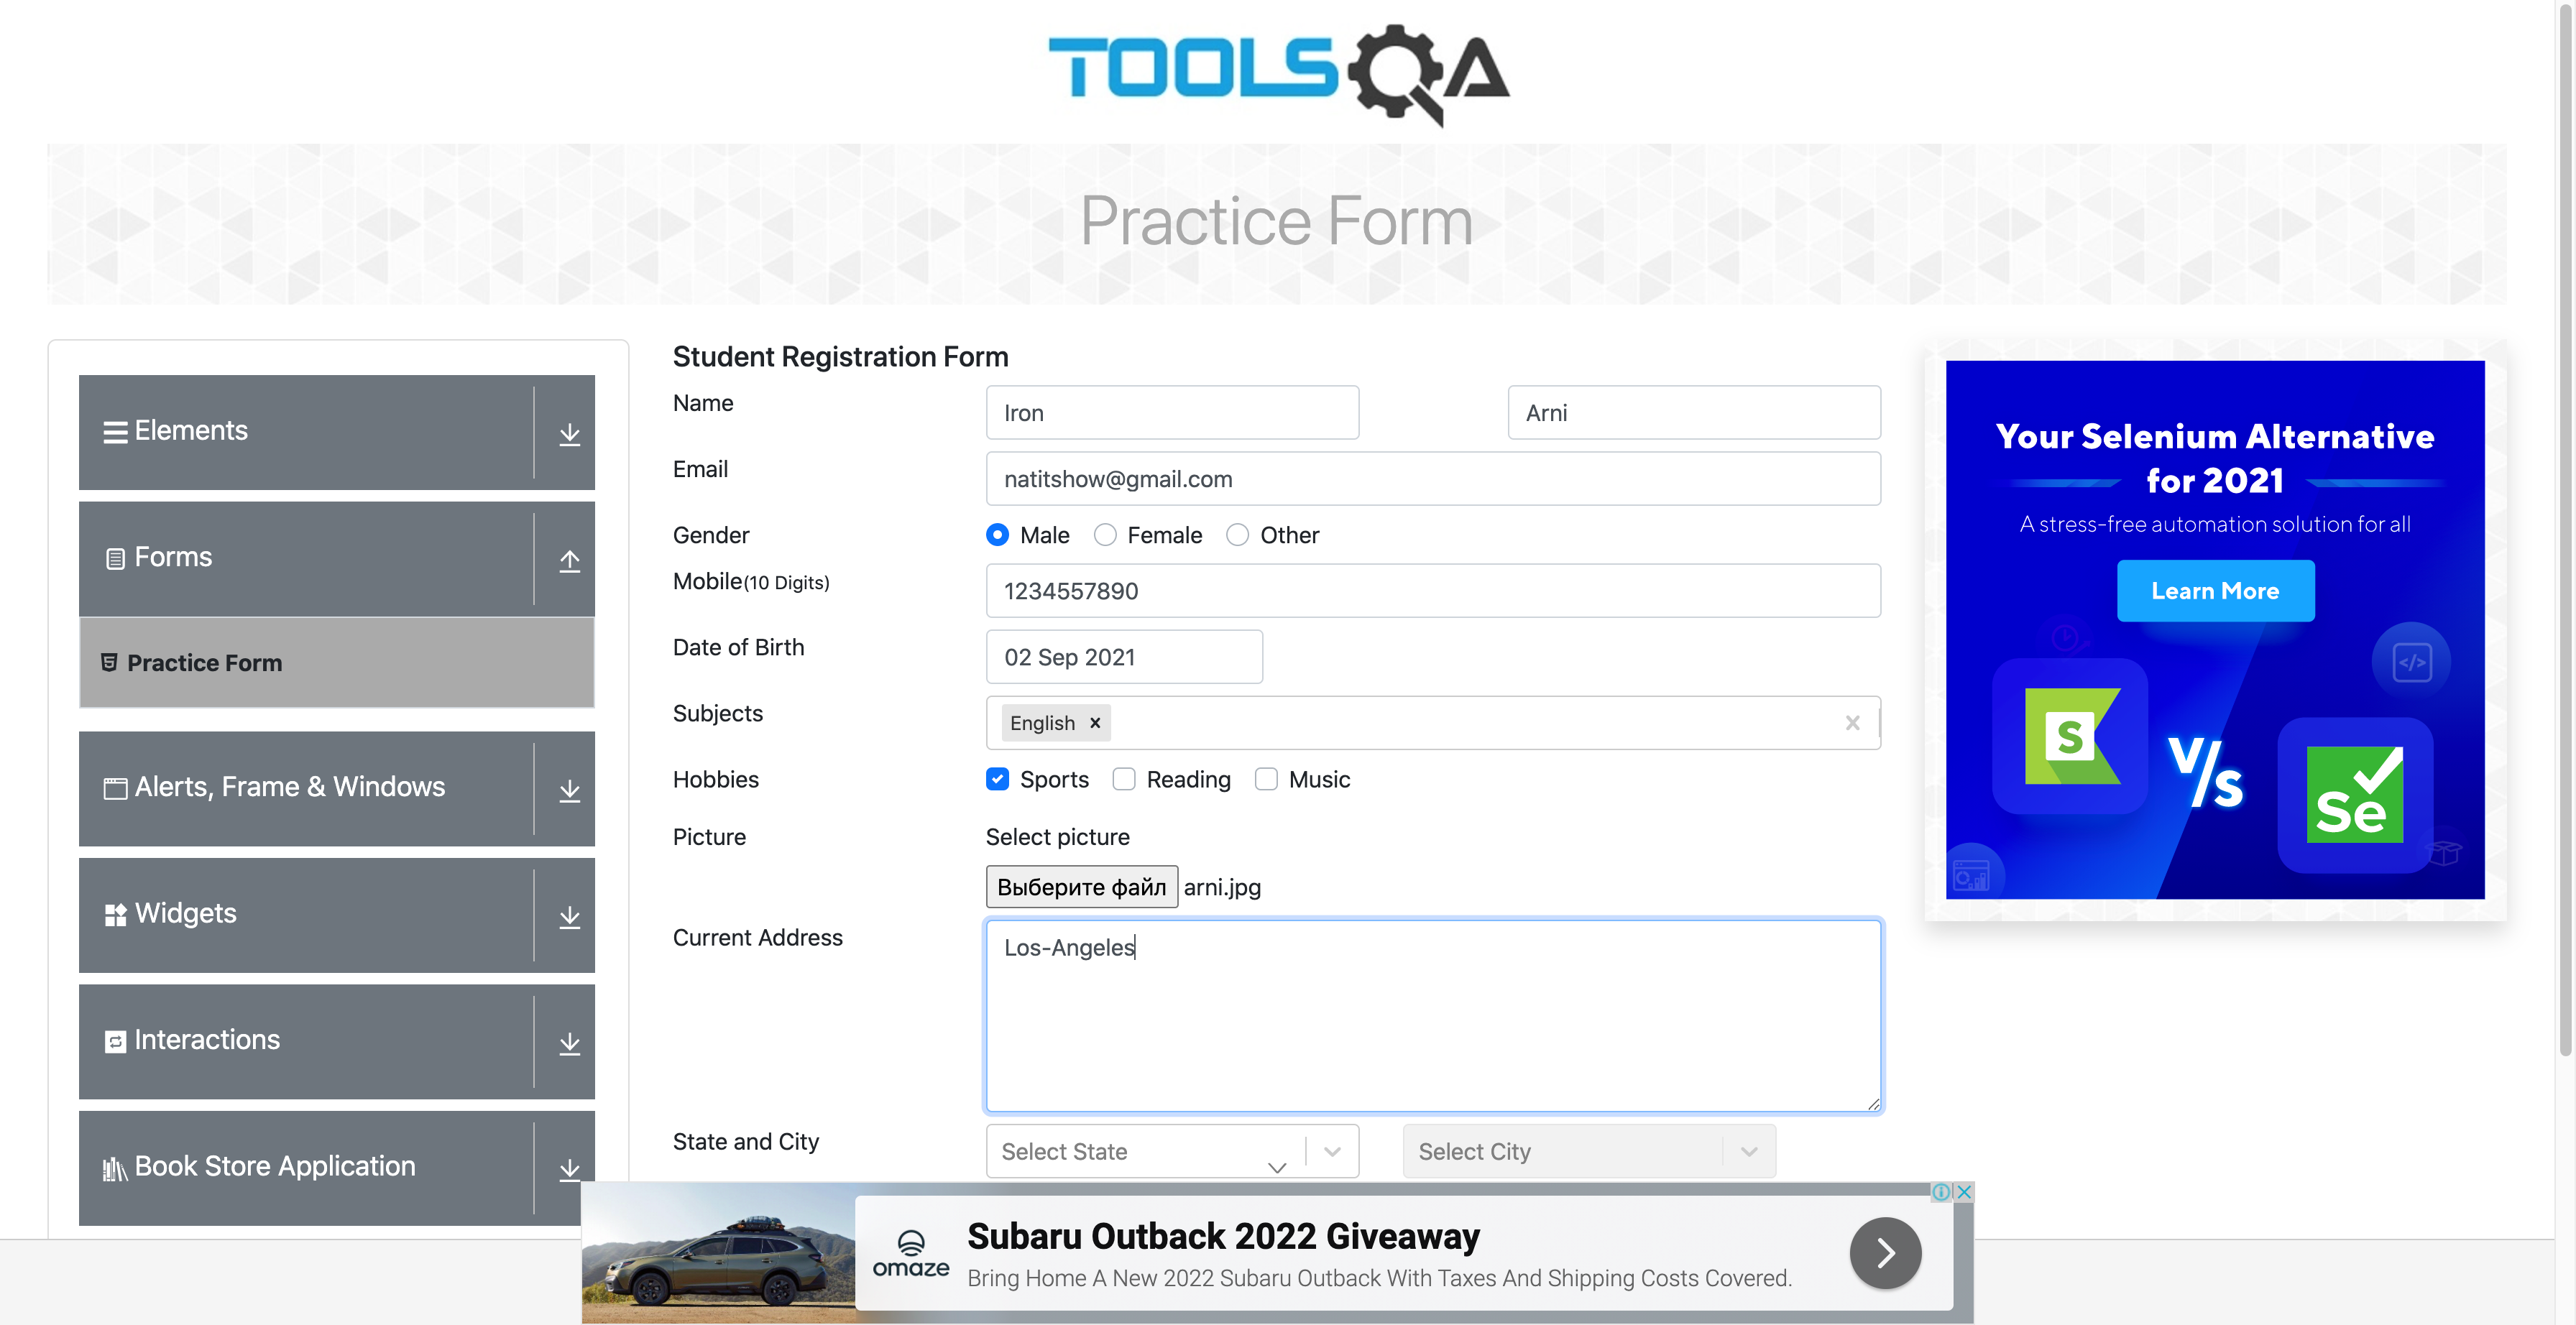 TOOLSQA
Practice Form
Elements
Forms
Practice Form
Alerts, Frame & Windows
Widgets
Interactions
Book Store Application
Student Registration Form
Name
Iron
Arni
Email
natitshow@gmail.com
Gender
Male
Female
Other
Mobile(10 Digits)
1234557890
Date of Birth
02 Sep 2021
Subjects
English
Hobbies
Sports
Reading
Music
Picture
Select picture
Выберите файл arni.jpg
Current Address
Los-Angeles
State and City
Select State
Select City
Your Selenium Alternative
for 2021
A stress-free automation solution for all
Learn More
</>
S
V/s
Se
omaze
Subaru Outback 2022 Giveaway
Bring Home A New 2022 Subaru Outback With Taxes And Shipping Costs Covered.